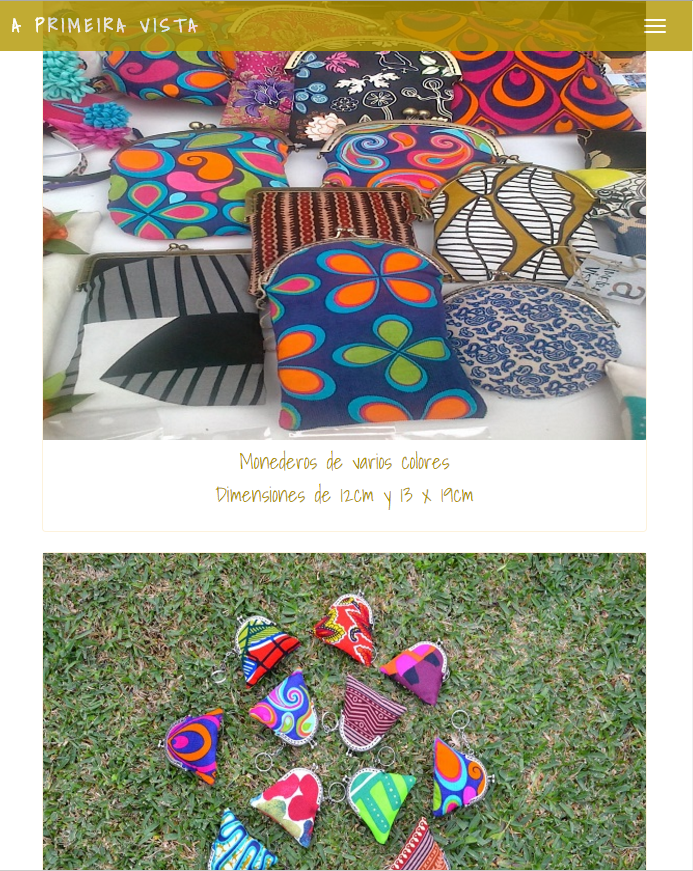 A PRIMEIRA VISTA
Monederos de varios colores
Dimensiones de 12cm y 13 x 19cm